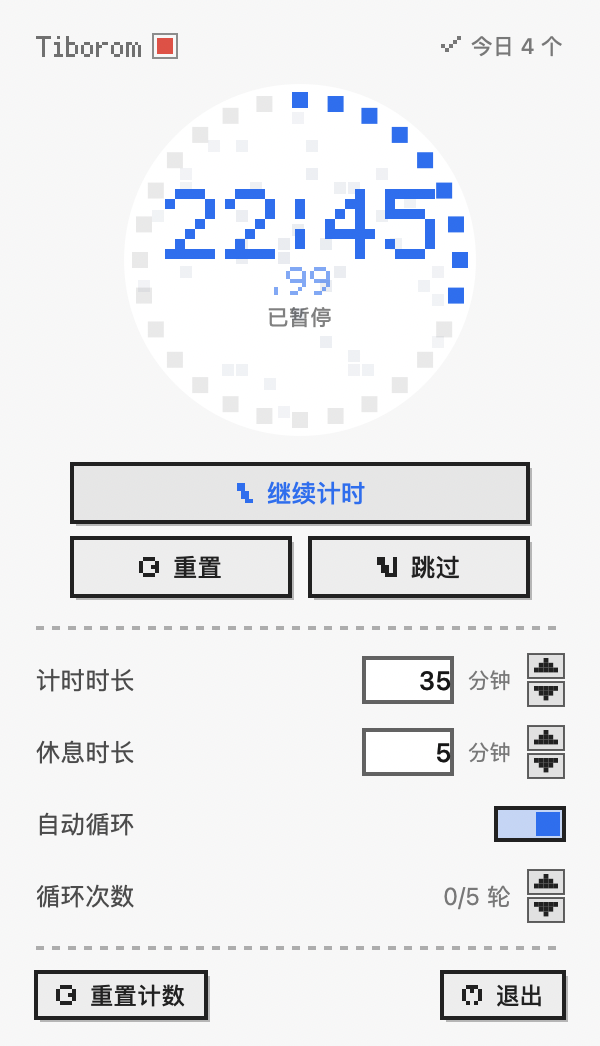 Tiborom
今日 4 个
22:45
.99
已暂停
继续计时
重置
跳过
计时时长 35 分钟
休息时长 5 分钟
自动循环
循环次数 0/5 轮
重置计数
退出